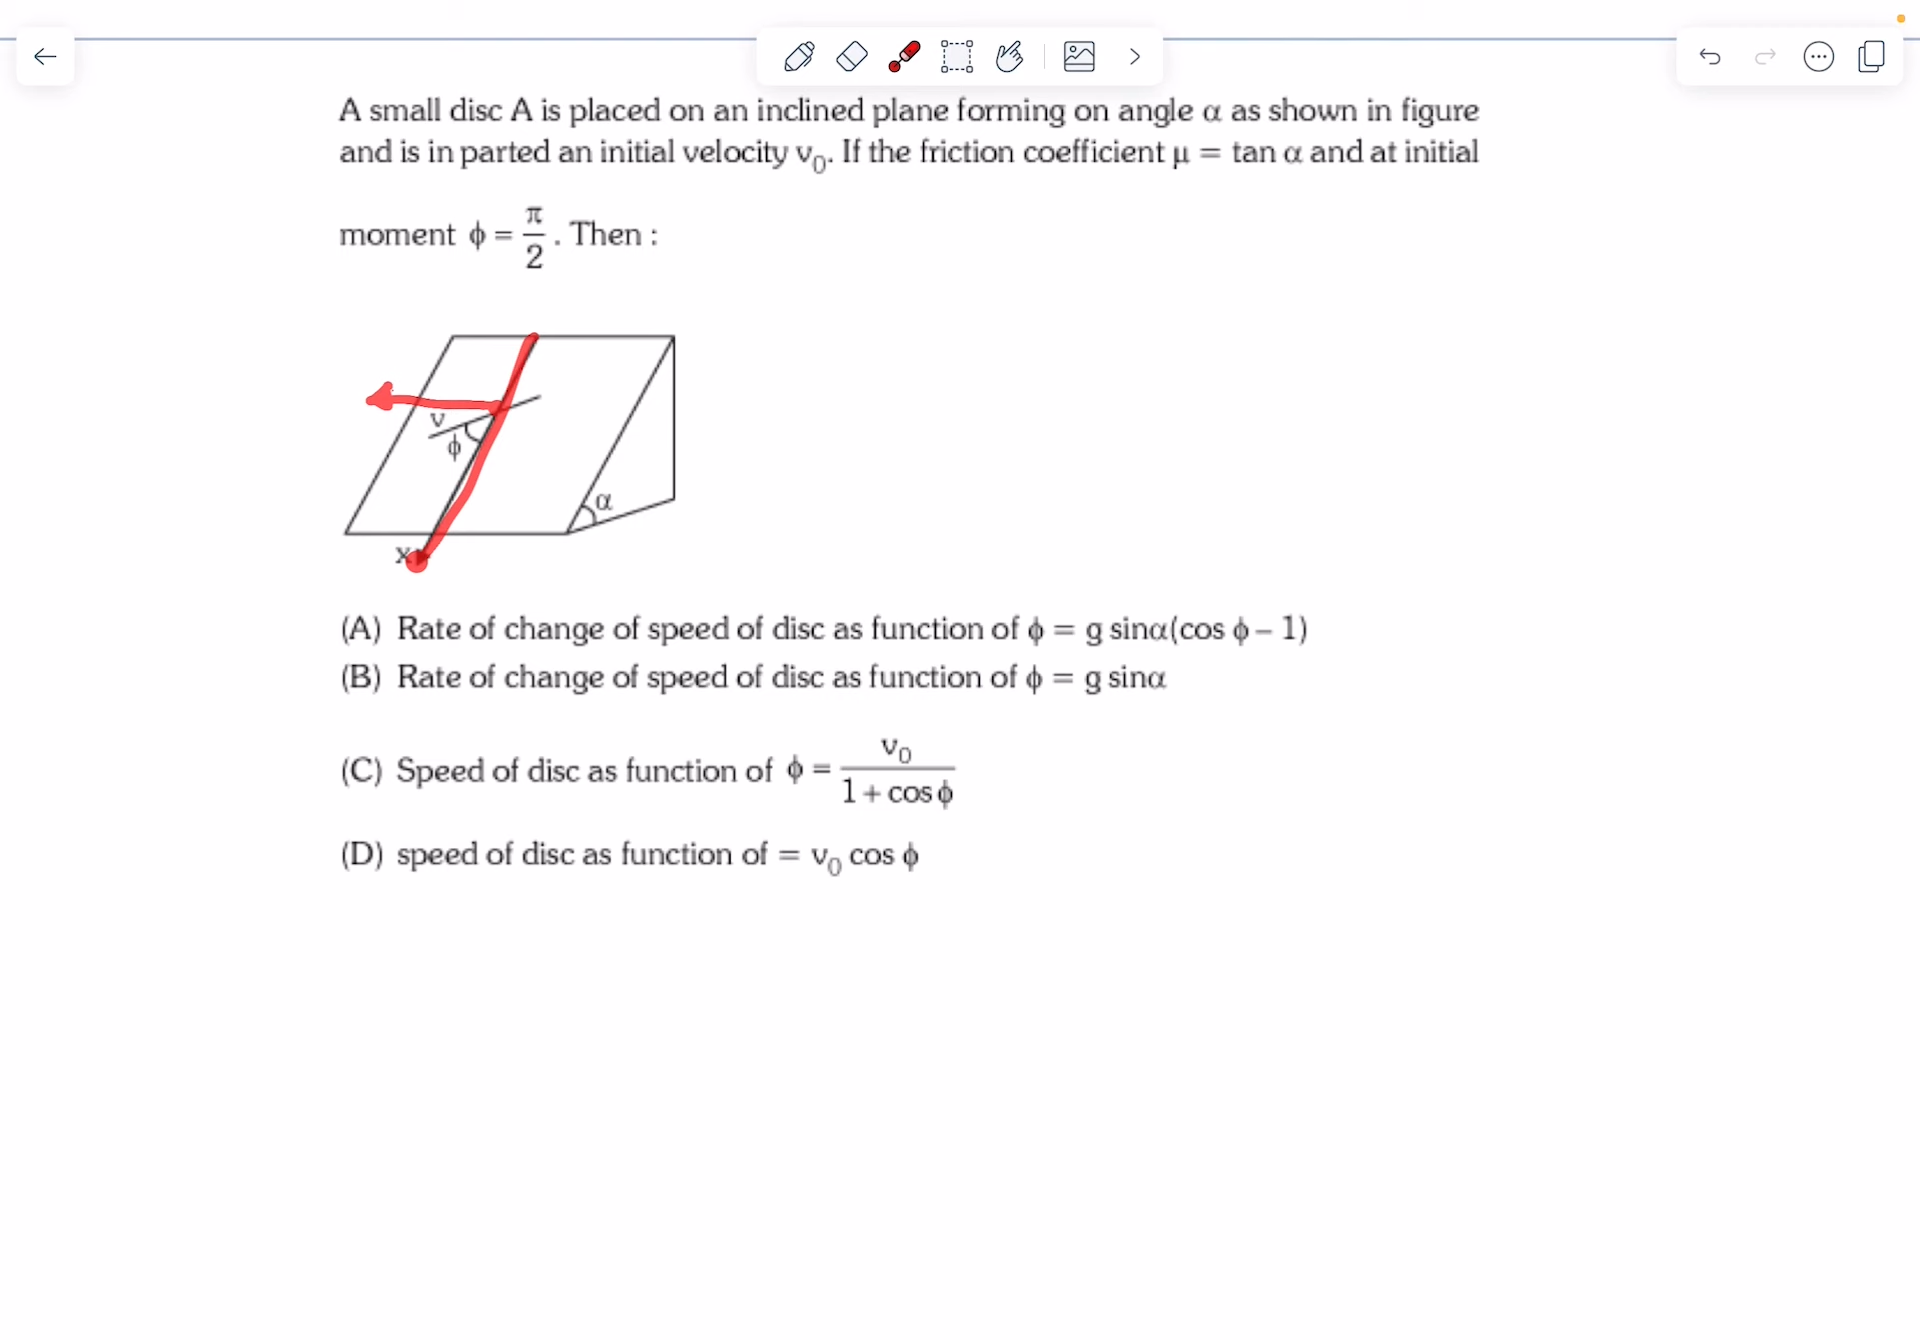 A small disc A is placed on an inclined plane forming on angle α as shown in figure
and is in parted an initial velocity v₀. If the friction coefficient μ = tan α and at initial
moment ϕ = π/2 . Then :
v
ϕ
α
x
(A) Rate of change of speed of disc as function of ϕ = g sinα(cos ϕ – 1)
(B) Rate of change of speed of disc as function of ϕ = g sinα
(C) Speed of disc as function of ϕ = v₀/(1 + cos ϕ)
(D) speed of disc as function of = v₀ cos ϕ